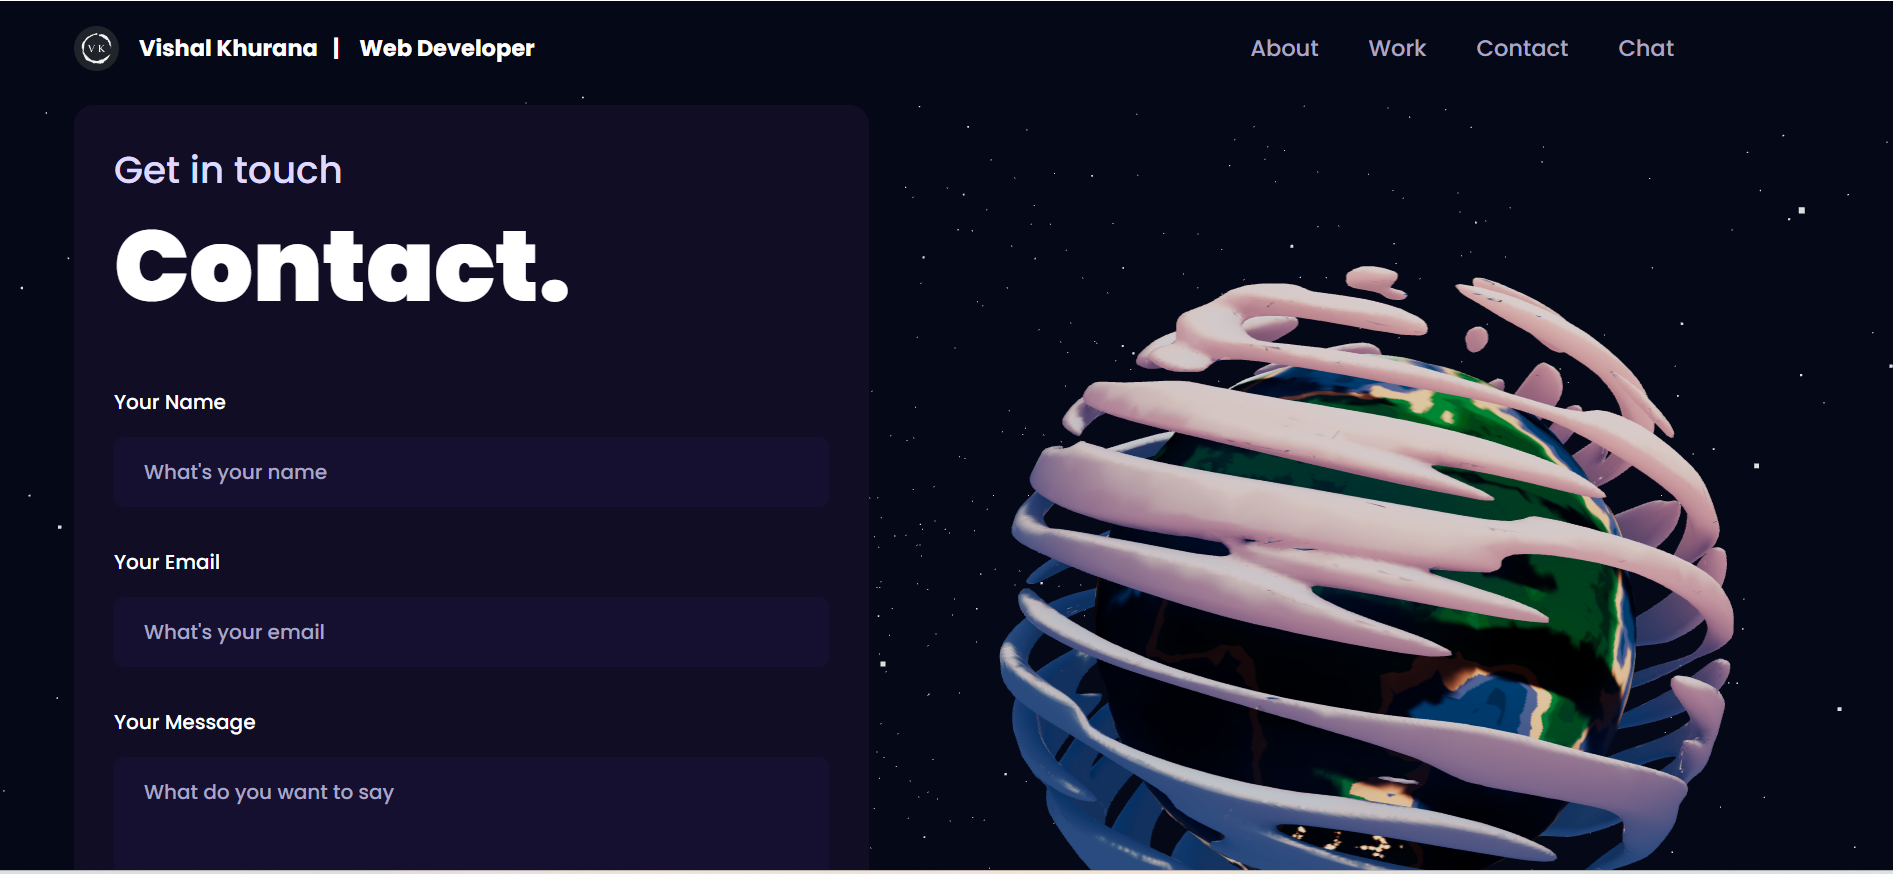 VK
Vishal Khurana | Web Developer
About Work Contact Chat
Get in touch
Contact.
Your Name
What's your name
Your Email
What's your email
Your Message
What do you want to say